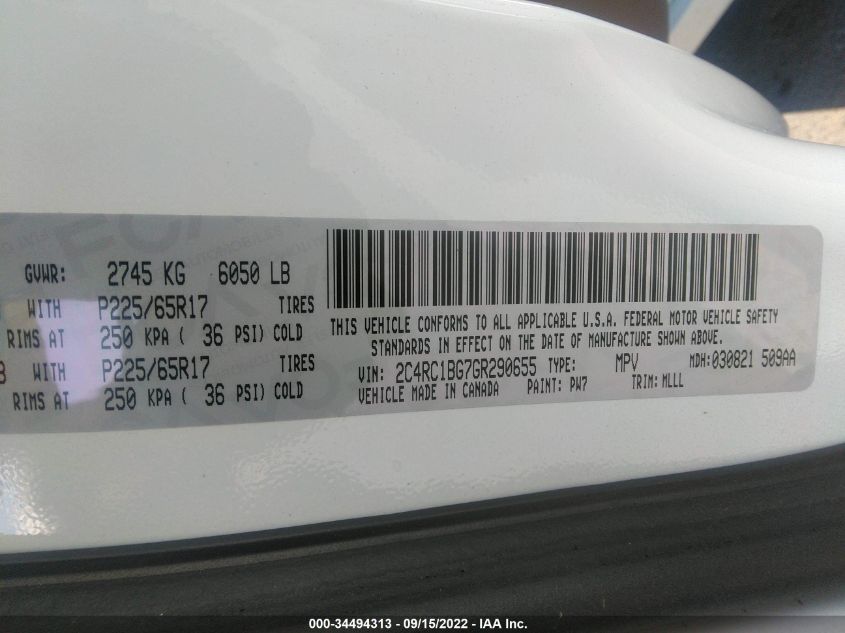 GVWR: 2745 KG 6050 LB
WITH P225/65R17 TIRES
RIMS AT 250 KPA ( 36 PSI) COLD
WITH P225/65R17 TIRES
RIMS AT 250 KPA ( 36 PSI) COLD
THIS VEHICLE CONFORMS TO ALL APPLICABLE U.S.A. FEDERAL MOTOR VEHICLE SAFETY
STANDARDS IN EFFECT ON THE DATE OF MANUFACTURE SHOWN ABOVE.
VIN: 2C4RC1BG7GR290655 TYPE: MPV MDH:030821 509AA
VEHICLE MADE IN CANADA PAINT: PW7 TRIM: MLLL
000-34494313 - 09/15/2022 - IAA Inc.